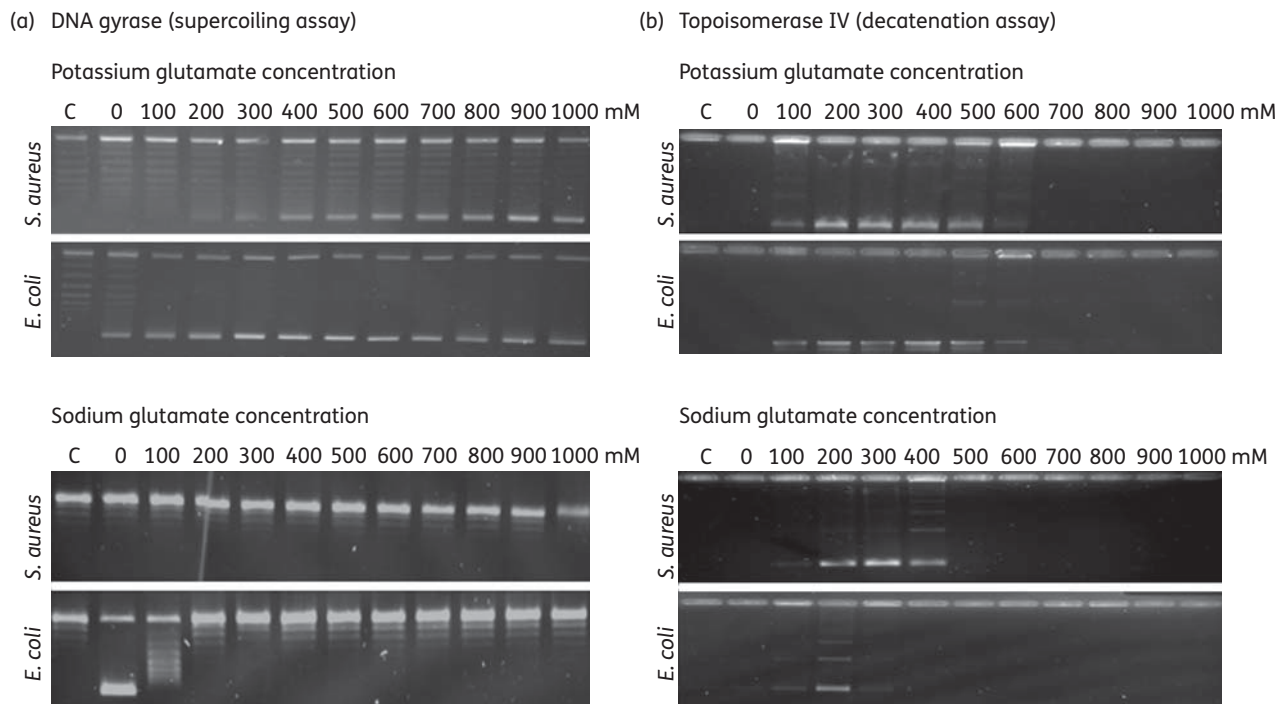 (a) DNA gyrase (supercoiling assay)
Potassium glutamate concentration
C 0 100 200 300 400 500 600 700 800 900 1000 mM
S. aureus
E. coli
Sodium glutamate concentration
C 0 100 200 300 400 500 600 700 800 900 1000 mM
S. aureus
E. coli
(b) Topoisomerase IV (decatenation assay)
Potassium glutamate concentration
C 0 100 200 300 400 500 600 700 800 900 1000 mM
S. aureus
E. coli
Sodium glutamate concentration
C 0 100 200 300 400 500 600 700 800 900 1000 mM
S. aureus
E. coli